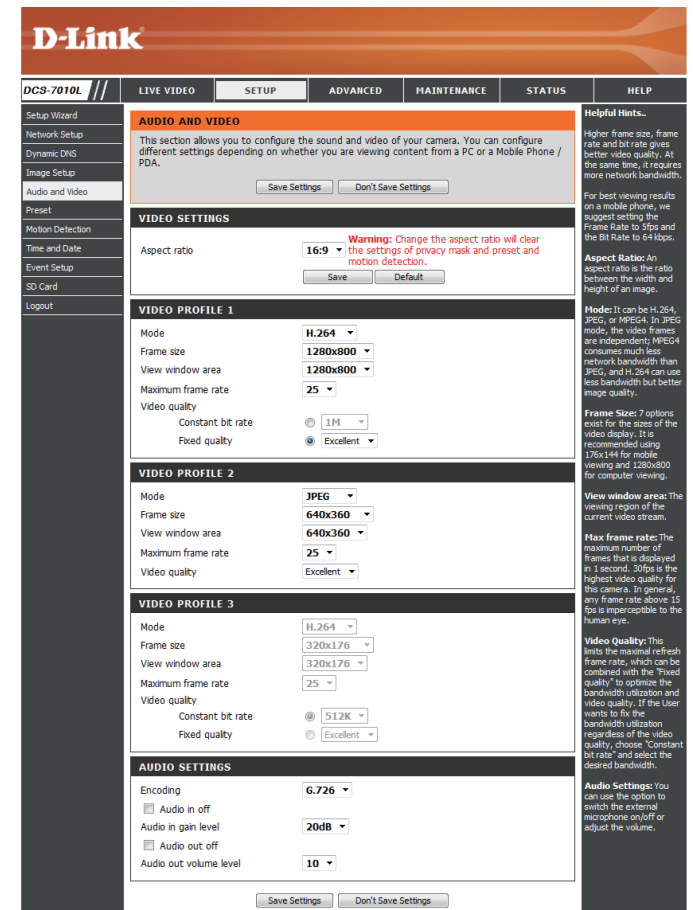 D-Link
DCS-7010L
LIVE VIDEO
SETUP
ADVANCED
MAINTENANCE
STATUS
HELP
Setup Wizard
Network Setup
Dynamic DNS
Image Setup
Audio and Video
Preset
Motion Detection
Time and Date
Event Setup
SD Card
Logout
AUDIO AND VIDEO
This section allows you to configure the sound and video of your camera. You can configure
different settings depending on whether you are viewing content from a PC or a Mobile Phone /
PDA.
Save Settings Don't Save Settings
VIDEO SETTINGS
Aspect ratio 16:9 Warning: Change the aspect ratio will clear
the settings of privacy mask and preset and
motion detection.
Save Default
VIDEO PROFILE 1
Mode H.264
Frame size 1280x800
View window area 1280x800
Maximum frame rate 25
Video quality
Constant bit rate 1M
Fixed quality Excellent
VIDEO PROFILE 2
Mode JPEG
Frame size 640x360
View window area 640x360
Maximum frame rate 25
Video quality Excellent
VIDEO PROFILE 3
Mode H.264
Frame size 320x176
View window area 320x176
Maximum frame rate 25
Video quality
Constant bit rate 512K
Fixed quality Excellent
AUDIO SETTINGS
Encoding G.726
Audio in off
Audio in gain level 20dB
Audio out off
Audio out volume level 10
Save Settings Don't Save Settings
Helpful Hints..
Higher frame size, frame
rate and bit rate gives
better video quality. At
the same time, it requires
more network bandwidth.
For best viewing results
on a mobile phone, we
suggest setting the
Frame Rate to 5fps and
the Bit Rate to 64 kbps.
Aspect Ratio: An
aspect ratio is the ratio
between the width and
height of an image.
Mode: It can be H.264,
JPEG, or MPEG4. In JPEG
mode, the video frames
are independent; MPEG4
consumes much less
network bandwidth than
JPEG, and H.264 can use
less bandwidth but better
image quality.
Frame Size: 7 options
exist for the sizes of the
video display. It is
recommended using
176x144 for mobile
viewing and 1280x800
for computer viewing.
View window area: The
viewing region of the
current video stream.
Max frame rate: The
maximum number of
frames that is displayed
in 1 second. 30fps is the
highest video quality for
this camera. In general,
any frame rate above 15
fps is imperceptible to the
human eye.
Video Quality: This
limits the maximal refresh
frame rate, which can be
combined with the "Fixed
quality" to optimize the
bandwidth utilization and
video quality. If the User
wants to fix the
bandwidth utilization
regardless of the video
quality, choose "Constant
bit rate" and select the
desired bandwidth.
Audio Settings: You
can use the option to
switch the external
microphone on/off or
adjust the volume.